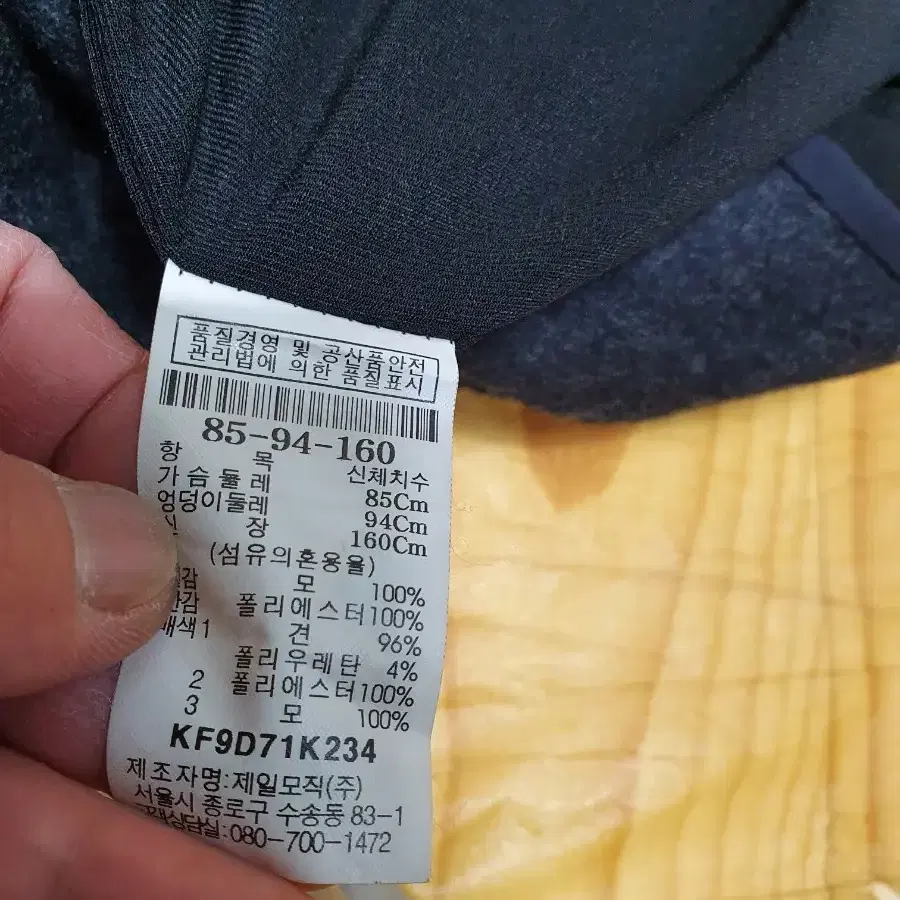 품질경영 및 공산품안전
관리법에 의한 품질표시
85-94-160
항 목 신체치수
가슴둘레 85Cm
엉덩이둘레 94Cm
장 160Cm
(섬유의혼용율)
모 100%
폴리에스터100%
배색1 견 96%
폴리우레탄 4%
2 폴리에스터100%
3 모 100%
KF9D71K234
제조자명:제일모직(주)
서울시 종로구 수송동 83-1
080-700-1472